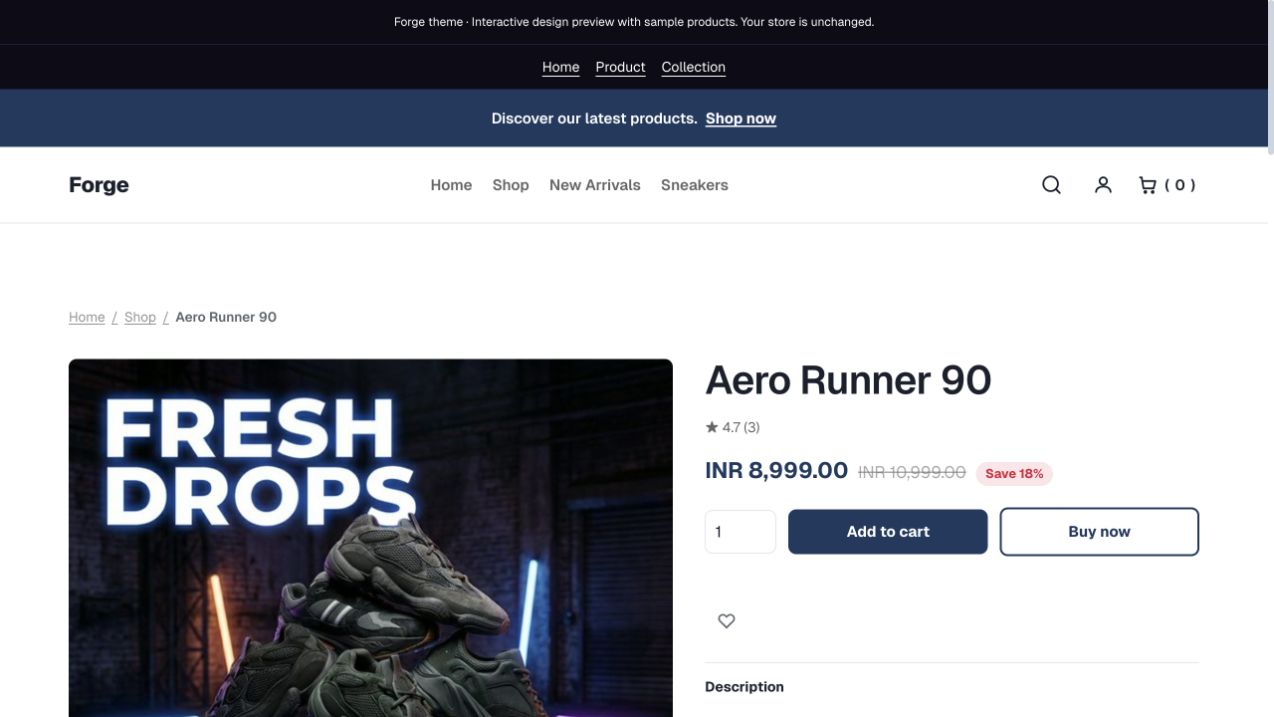 Forge theme · Interactive design preview with sample products. Your store is unchanged.
Home Product Collection
Discover our latest products. Shop now
Forge Home Shop New Arrivals Sneakers ( 0 )
Home / Shop / Aero Runner 90
FRESH
DROPS
Aero Runner 90
★ 4.7 (3)
INR 8,999.00 INR 10,999.00 Save 18%
1 Add to cart Buy now
Description